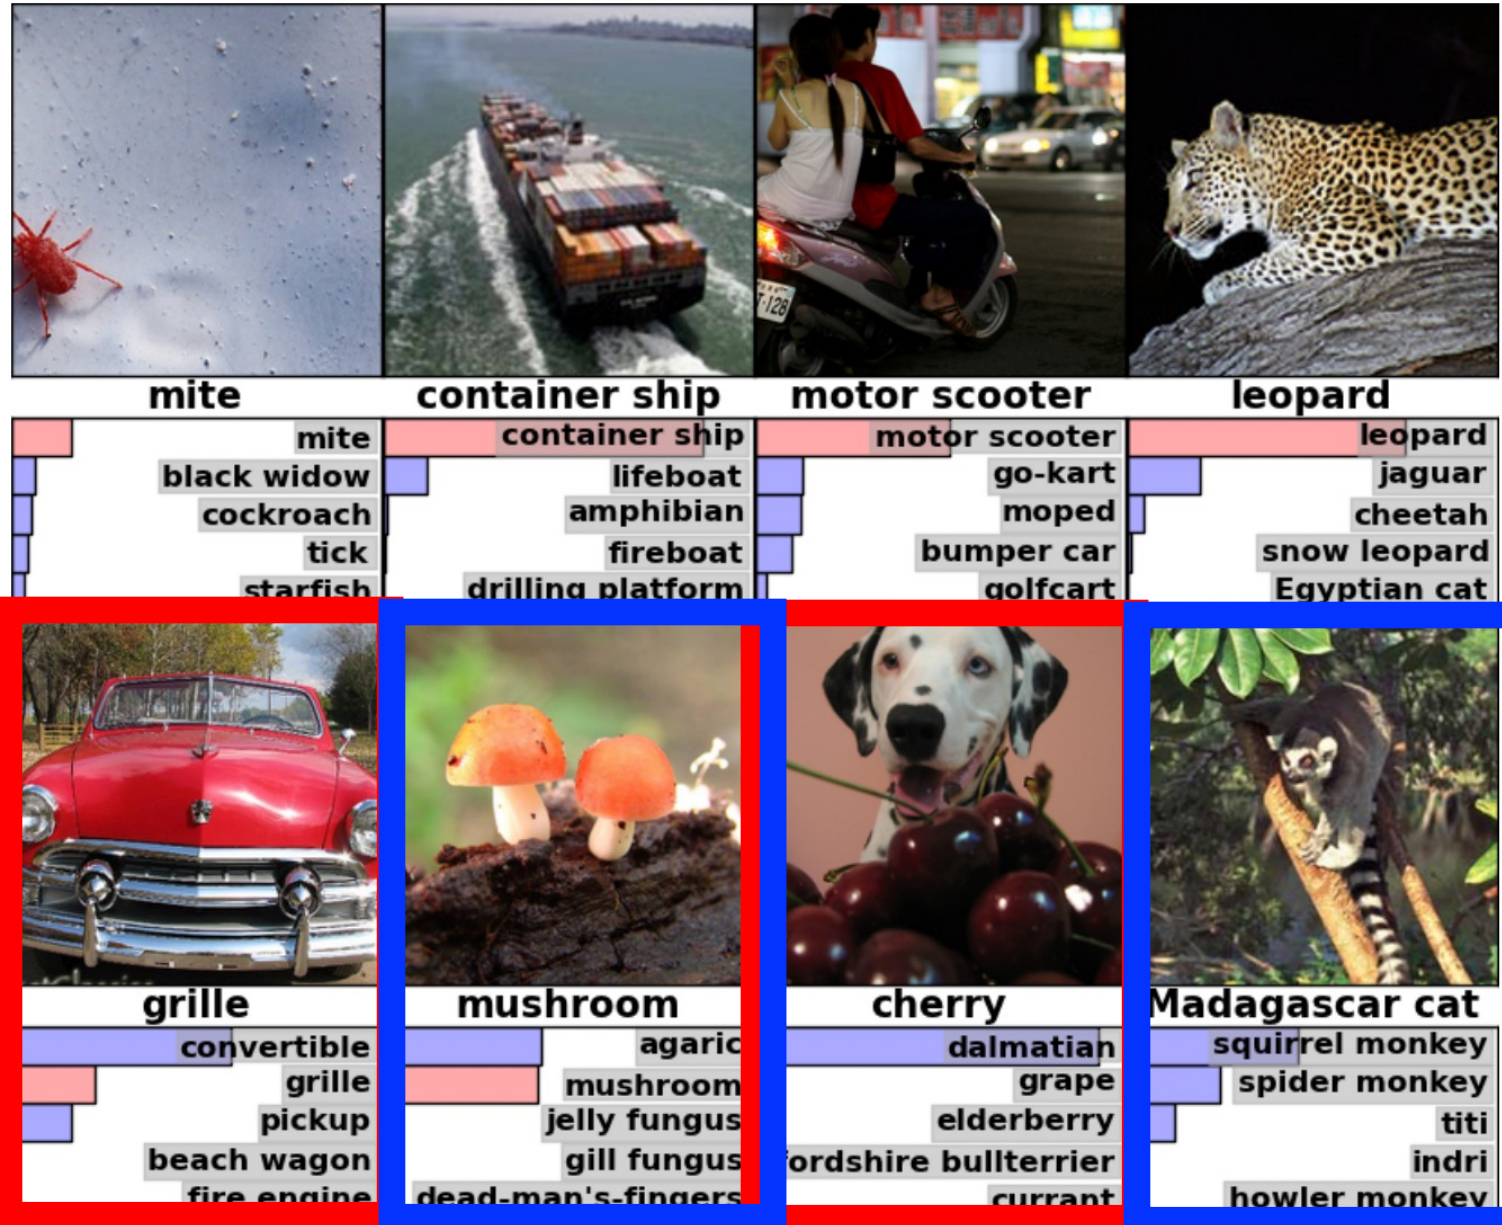 T-128
mite
container ship
motor scooter
leopard
mite
black widow
cockroach
tick
starfish
container ship
lifeboat
amphibian
fireboat
drilling platform
motor scooter
go-kart
moped
bumper car
golfcart
leopard
jaguar
cheetah
snow leopard
Egyptian cat
grille
mushroom
cherry
Madagascar cat
convertible
grille
pickup
beach wagon
fire engine
agaric
mushroom
jelly fungus
gill fungus
dead-man's-fingers
dalmatian
grape
elderberry
fordshire bullterrier
currant
squirrel monkey
spider monkey
titi
indri
howler monkey